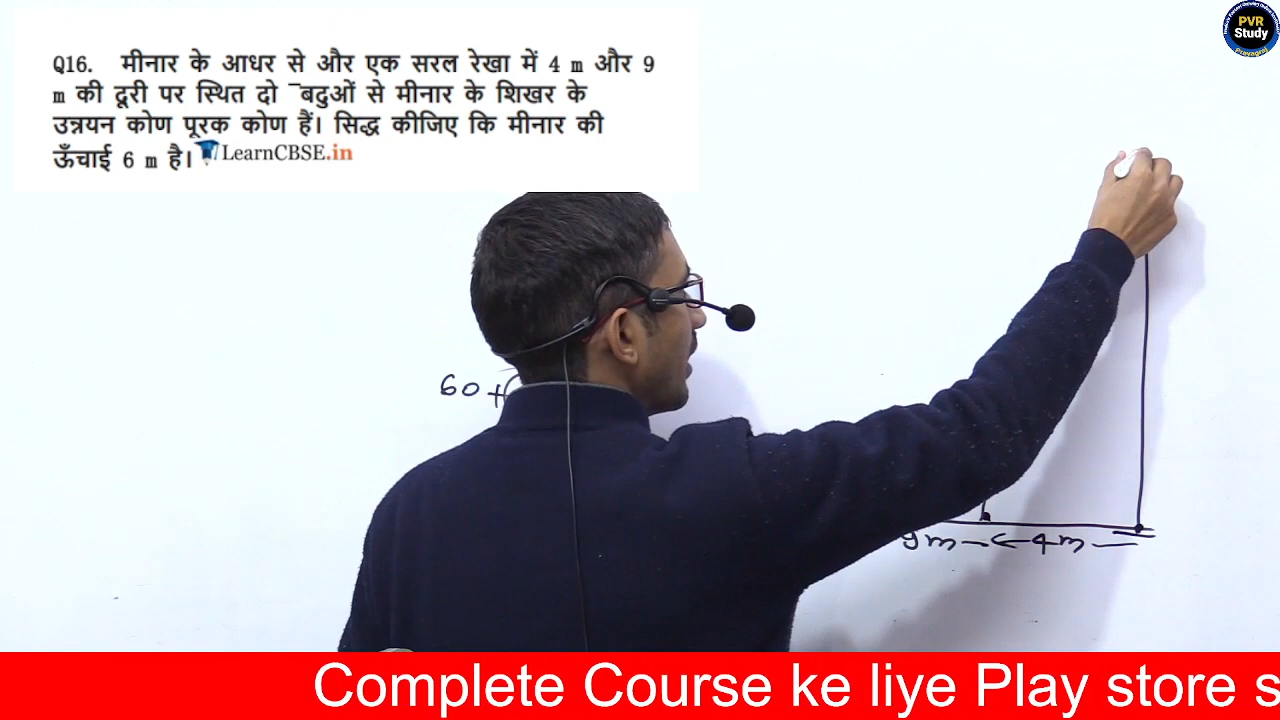 Q16. मीनार के आधर से और एक सरल रेखा में 4 m और 9
m की दूरी पर स्थित दो ¯बदुओं से मीनार के शिखर के
उन्नयन कोण पूरक कोण हैं। सिद्ध कीजिए कि मीनार की
ऊँचाई 6 m है। LearnCBSE.in
PVR
Study
Prayagraj
60+
9m 4m
Complete Course ke liye Play store s